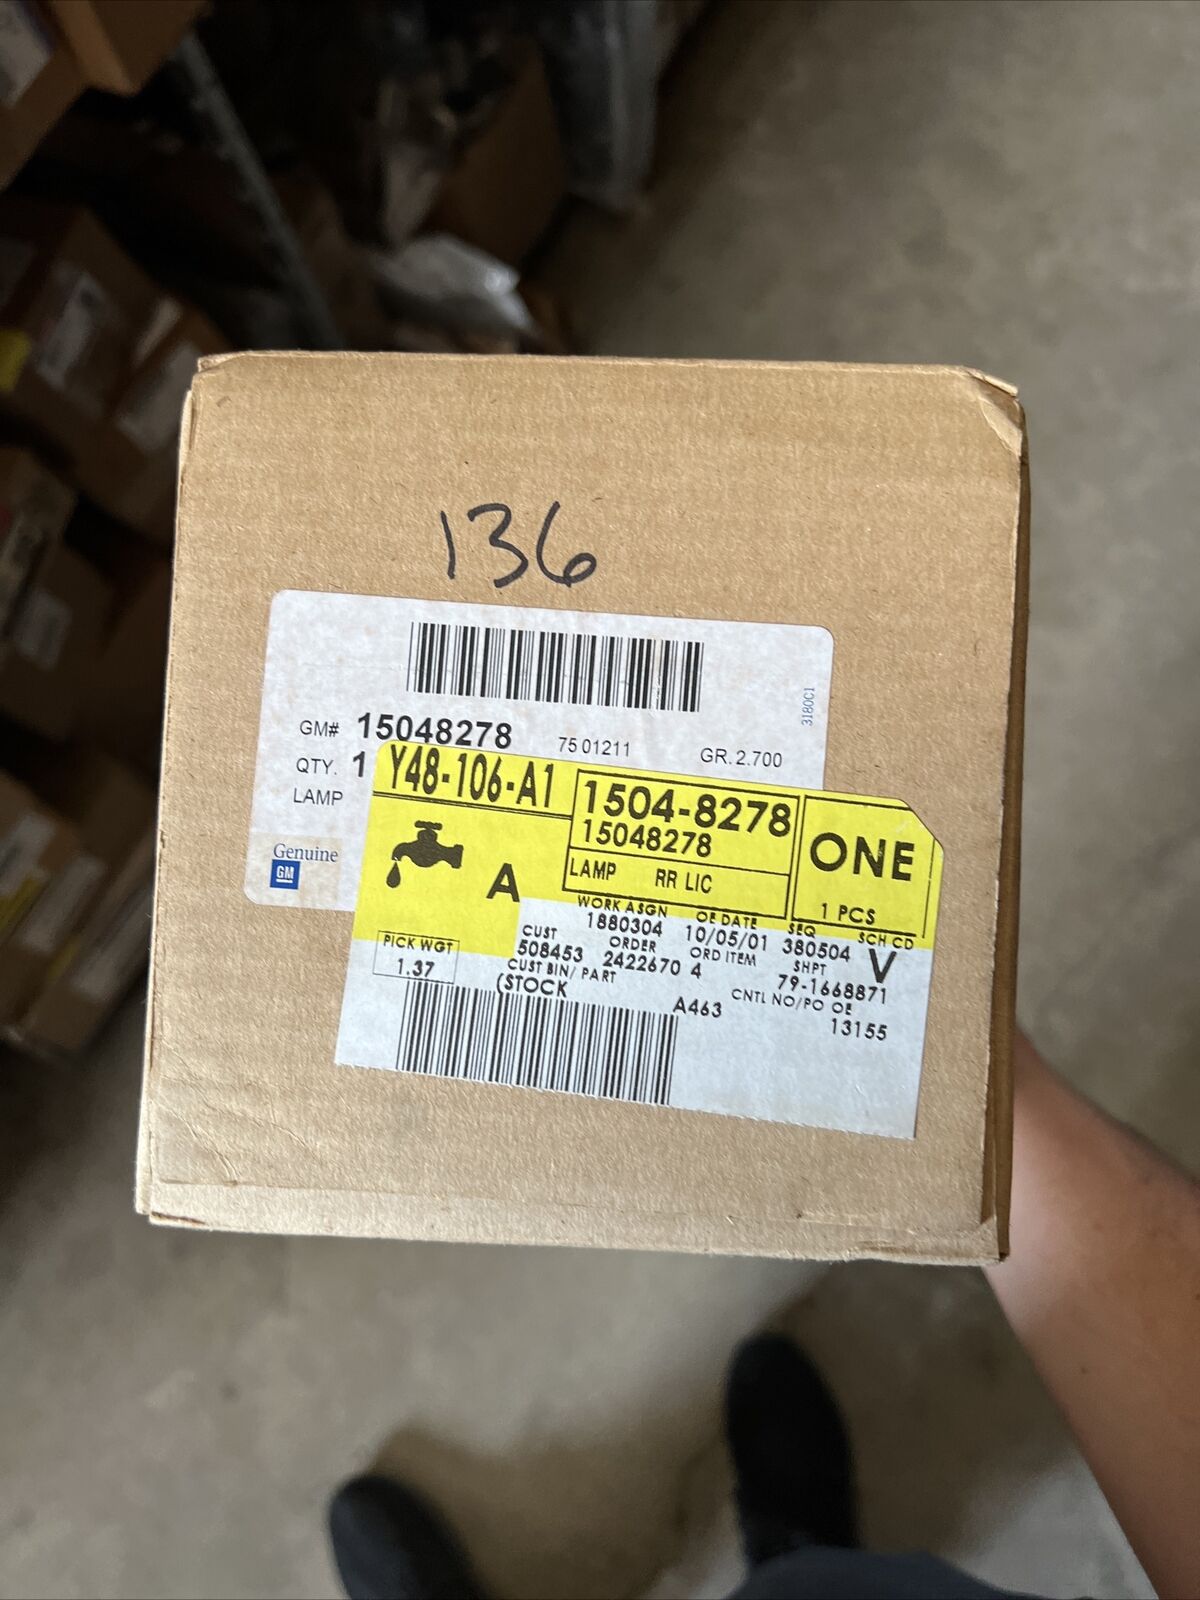 136
3180C1
GM# 15048278 75 01211 GR. 2.700
QTY. 1
LAMP
Genuine
GM
Y48-106-A1
1504-8278
15048278
LAMP RR LIC
ONE
1 PCS
A
WORK ASGN OE DATE SEQ SCH CD
1880304 10/05/01 380504 V
CUST ORDER ORD ITEM SHPT
508453 2422670 4 79-1668871
PICK WGT
1.37
CUST BIN/ PART CNTL NO/PO OE
(STOCK A463 13155